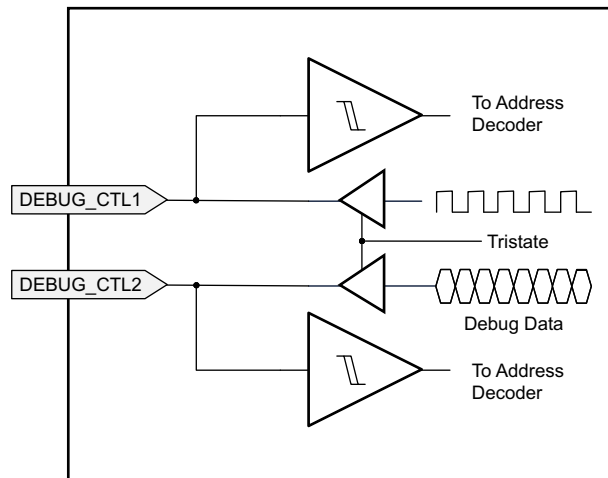 To Address
Decoder
DEBUG_CTL1
Tristate
DEBUG_CTL2
Debug Data
To Address
Decoder